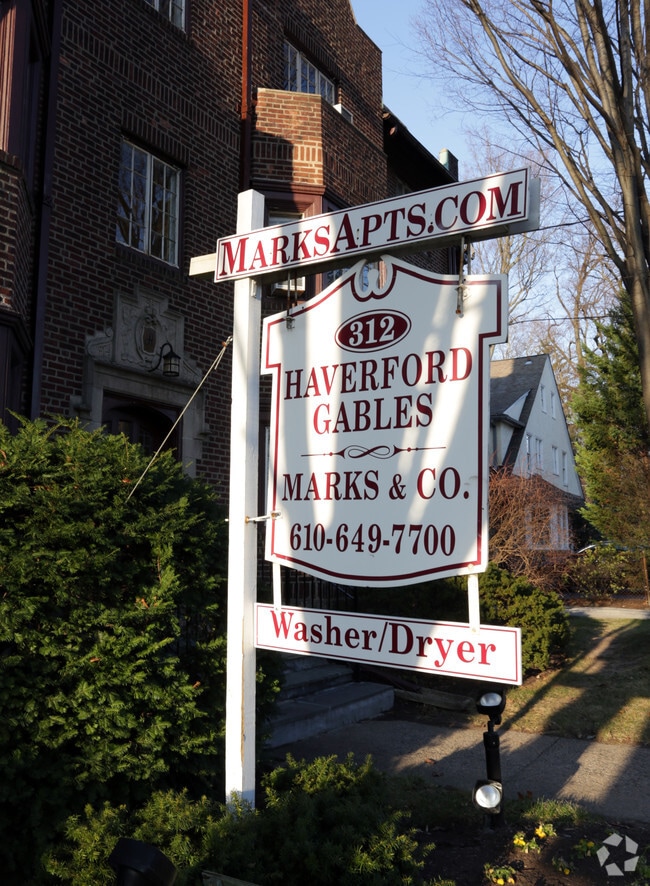 MARKSAPTS.COM
312
HAVERFORD
GABLES
MARKS & CO.
610-649-7700
Washer/Dryer